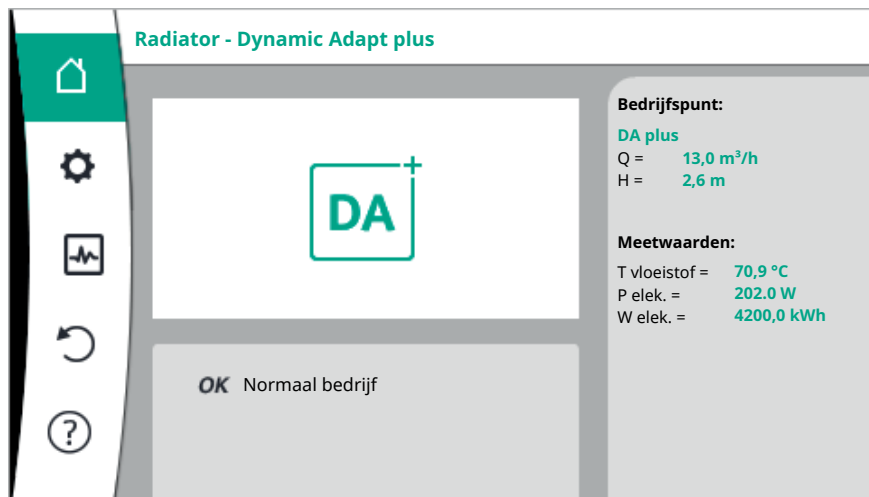 Radiator - Dynamic Adapt plus
DA+
OK Normaal bedrijf
Bedrijfspunt:
DA plus
Q = 13,0 m³/h
H = 2,6 m
Meetwaarden:
T vloeistof = 70,9 °C
P elek. = 202.0 W
W elek. = 4200,0 kWh
?